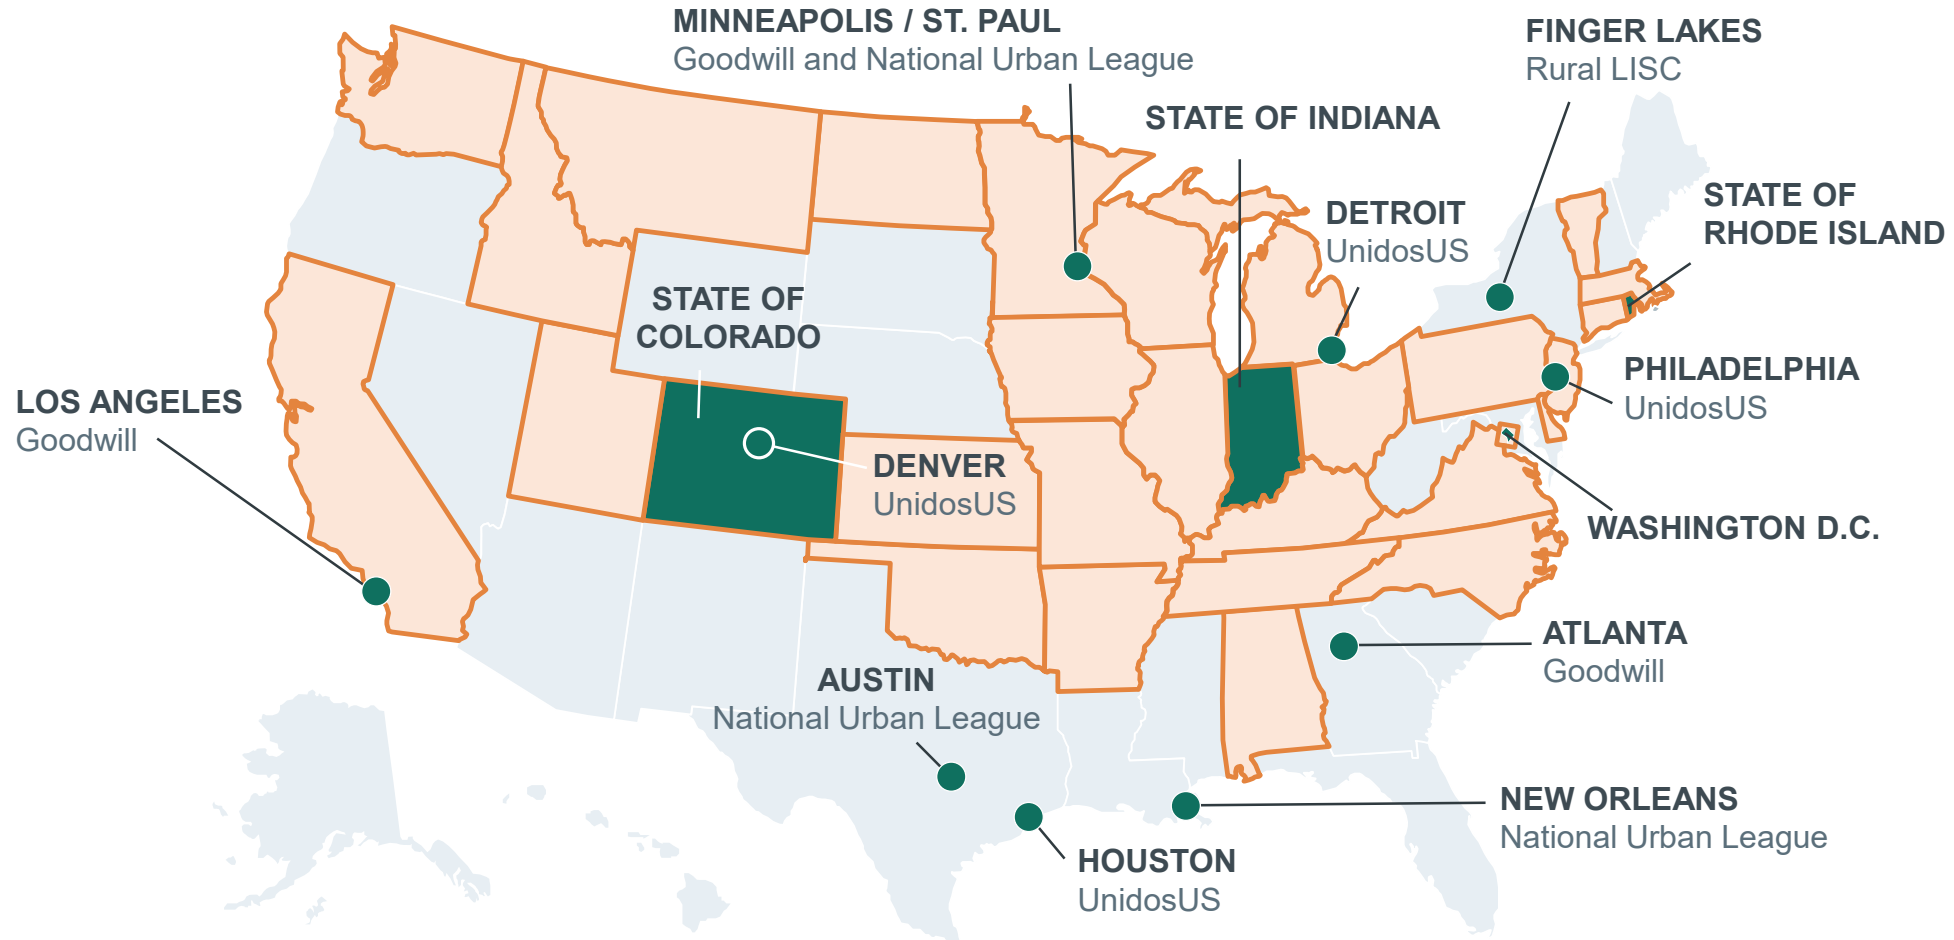 MINNEAPOLIS / ST. PAUL
Goodwill and National Urban League
FINGER LAKES
Rural LISC
STATE OF INDIANA
STATE OF
RHODE ISLAND
DETROIT
UnidosUS
STATE OF
COLORADO
PHILADELPHIA
UnidosUS
LOS ANGELES
Goodwill
DENVER
UnidosUS
WASHINGTON D.C.
ATLANTA
Goodwill
AUSTIN
National Urban League
NEW ORLEANS
National Urban League
HOUSTON
UnidosUS